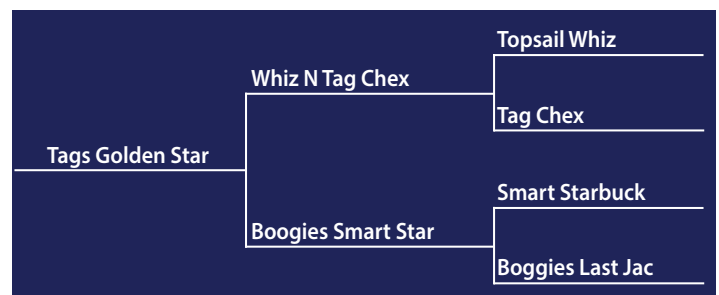 Topsail Whiz
Whiz N Tag Chex
Tag Chex
Tags Golden Star
Smart Starbuck
Boogies Smart Star
Boggies Last Jac